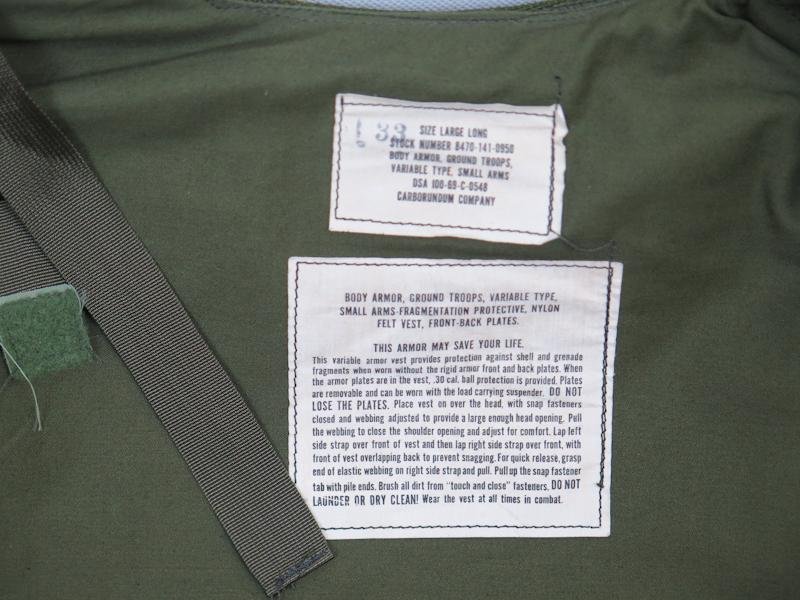 33
SIZE LARGE LONG
STOCK NUMBER 8470-141-0950
BODY ARMOR, GROUND TROOPS,
VARIABLE TYPE, SMALL ARMS
DSA 100-69-C-0548
CARBORUNDUM COMPANY
BODY ARMOR, GROUND TROOPS, VARIABLE TYPE,
SMALL ARMS-FRAGMENTATION PROTECTIVE, NYLON
FELT VEST, FRONT-BACK PLATES.
THIS ARMOR MAY SAVE YOUR LIFE.
This variable armor vest provides protection against shell and grenade
fragments when worn without the rigid armor front and back plates. When
the armor plates are in the vest, .30 cal. ball protection is provided. Plates
are removable and can be worn with the load carrying suspender. DO NOT
LOSE THE PLATES. Place vest on over the head, with snap fasteners
closed and webbing adjusted to provide a large enough head opening. Pull
the webbing to close the shoulder opening and adjust for comfort. Lap left
side strap over front of vest and then lap right side strap over front, with
front of vest overlapping back to prevent snagging. For quick release, grasp
end of elastic webbing on right side strap and pull. Pull up the snap fastener
tab with pile ends. Brush all dirt from "touch and close" fasteners. DO NOT
LAUNDER OR DRY CLEAN! Wear the vest at all times in combat.